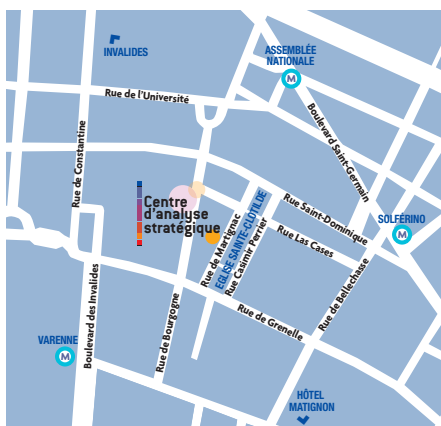 INVALIDES
ASSEMBLÉE
NATIONALE
M
Rue de l'Université
Boulevard Saint-Germain
Rue de Constantine
Centre
d'analyse
stratégique
Rue de Martignac
EGLISE SAINTE-CLOTILDE
Rue Casimir Perrier
Rue Saint-Dominique
Rue Las Cases
SOLFÉRINO
M
Rue de Bellechasse
Rue de Grenelle
Rue de Bourgogne
Boulevard des Invalides
VARENNE
M
HÔTEL
MATIGNON